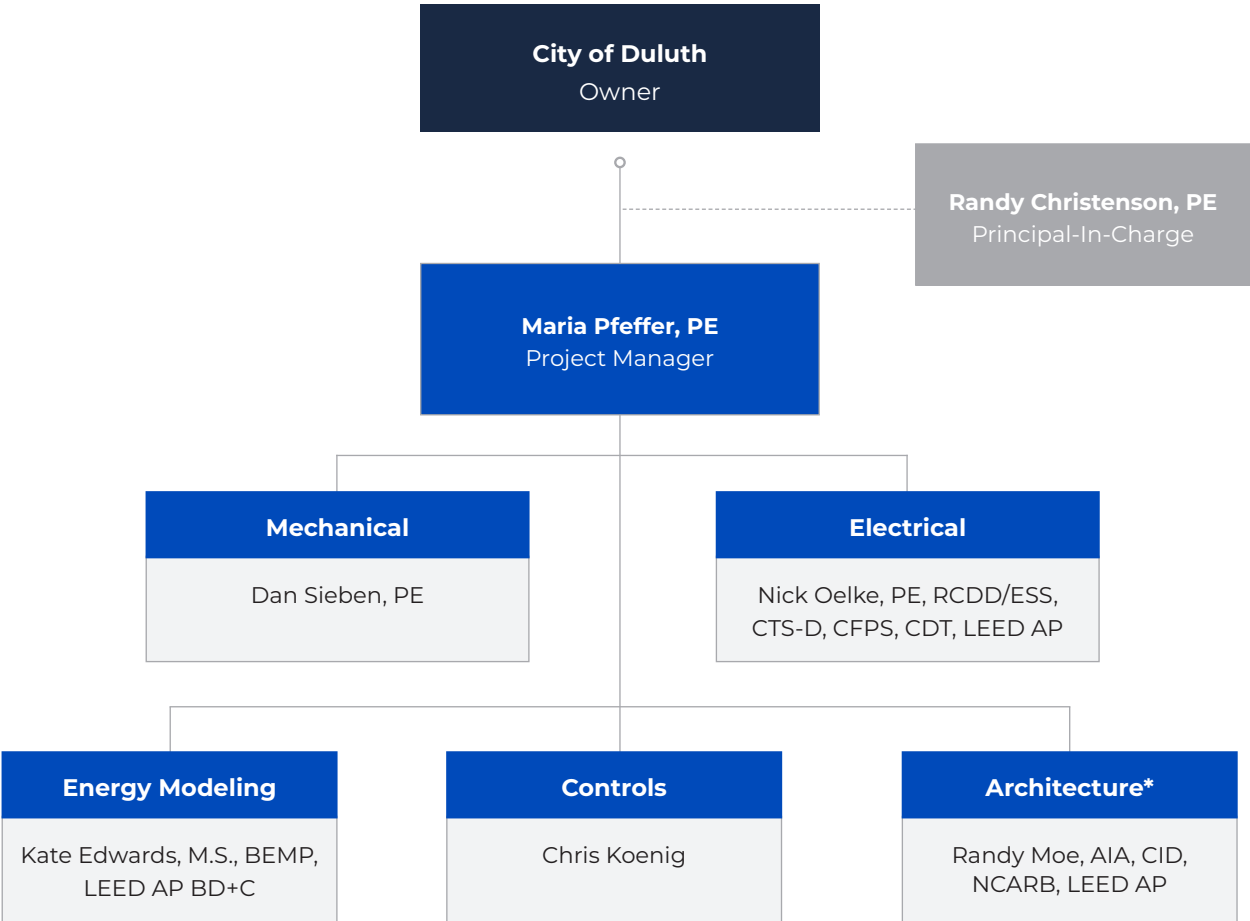 City of Duluth
Owner
Randy Christenson, PE
Principal-In-Charge
Maria Pfeffer, PE
Project Manager
Mechanical
Dan Sieben, PE
Electrical
Nick Oelke, PE, RCDD/ESS,
CTS-D, CFPS, CDT, LEED AP
Energy Modeling
Kate Edwards, M.S., BEMP,
LEED AP BD+C
Controls
Chris Koenig
Architecture*
Randy Moe, AIA, CID,
NCARB, LEED AP